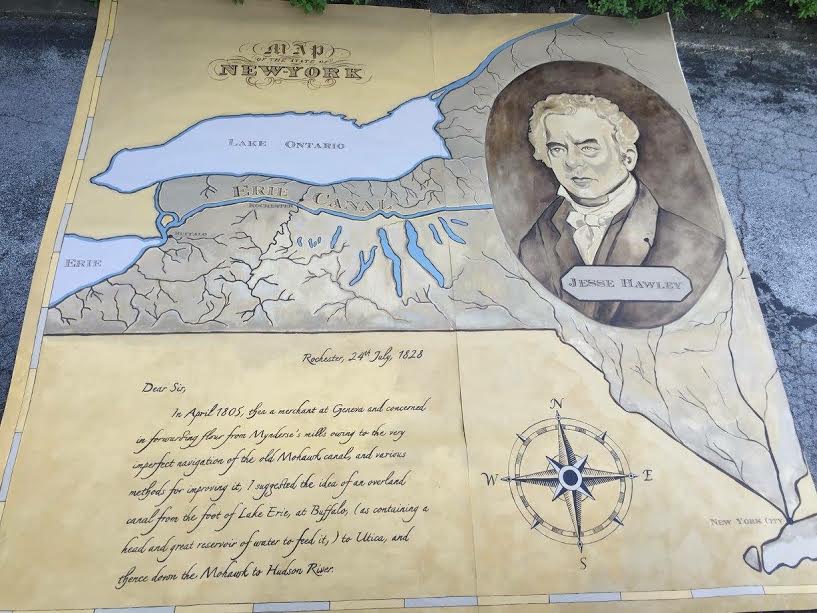 MAP
OF THE STATE OF
NEW-YORK
LAKE ONTARIO
ERIE CANAL
ROCHESTER
BUFFALO
ERIE
JESSE HAWLEY
Rochester, 24th July, 1828
Dear Sir,
In April 1805, then a merchant at Geneva and concerned
in forwarding flour from Mynderse's mills owing to the very
imperfect navigation of the old Mohawk canal, and various
methods for improving it, I suggested the idea of an overland
canal from the foot of Lake Erie, at Buffalo, (as containing a
head and great reservoir of water to feed it,) to Utica, and
thence down the Mohawk to Hudson River.
N
W E
S
NEW YORK CITY